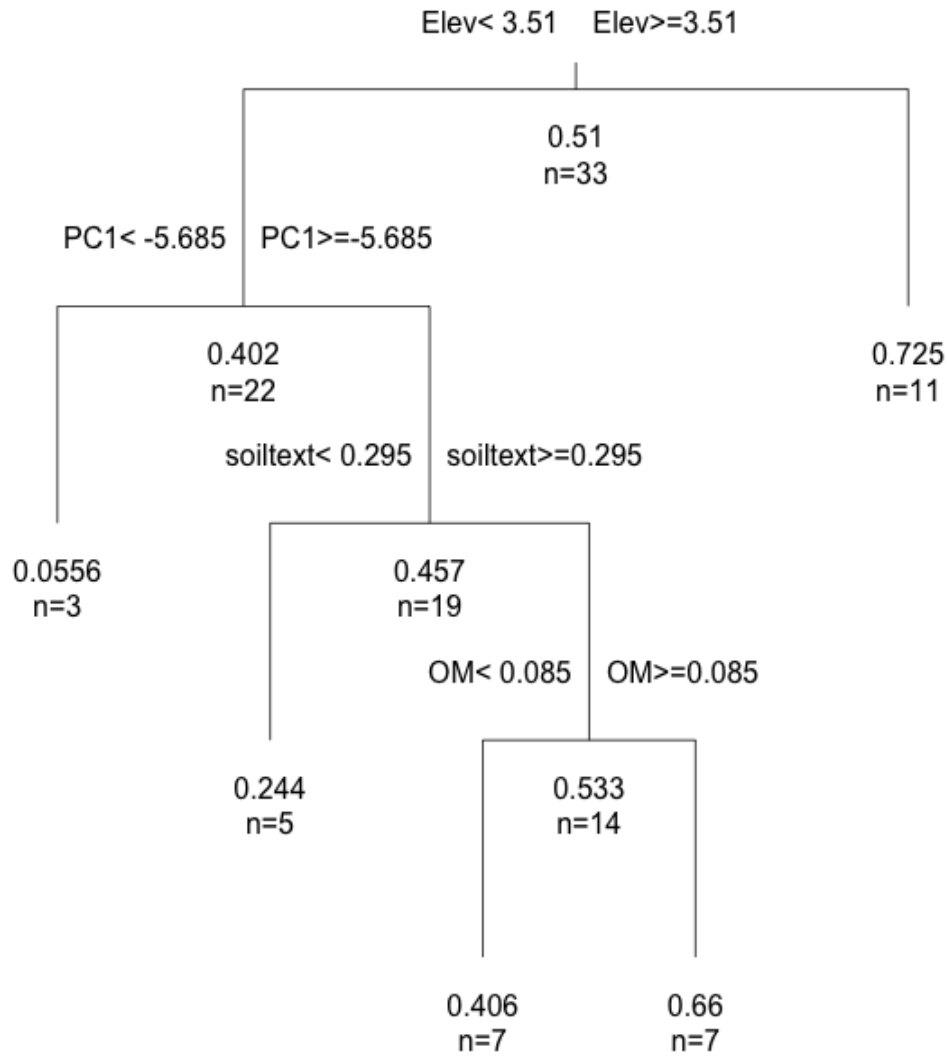 Elev< 3.51 Elev>=3.51
0.51
n=33
PC1< -5.685 PC1>=-5.685
0.402
n=22
0.725
n=11
soiltext< 0.295 soiltext>=0.295
0.0556
n=3
0.457
n=19
OM< 0.085 OM>=0.085
0.244
n=5
0.533
n=14
0.406
n=7
0.66
n=7